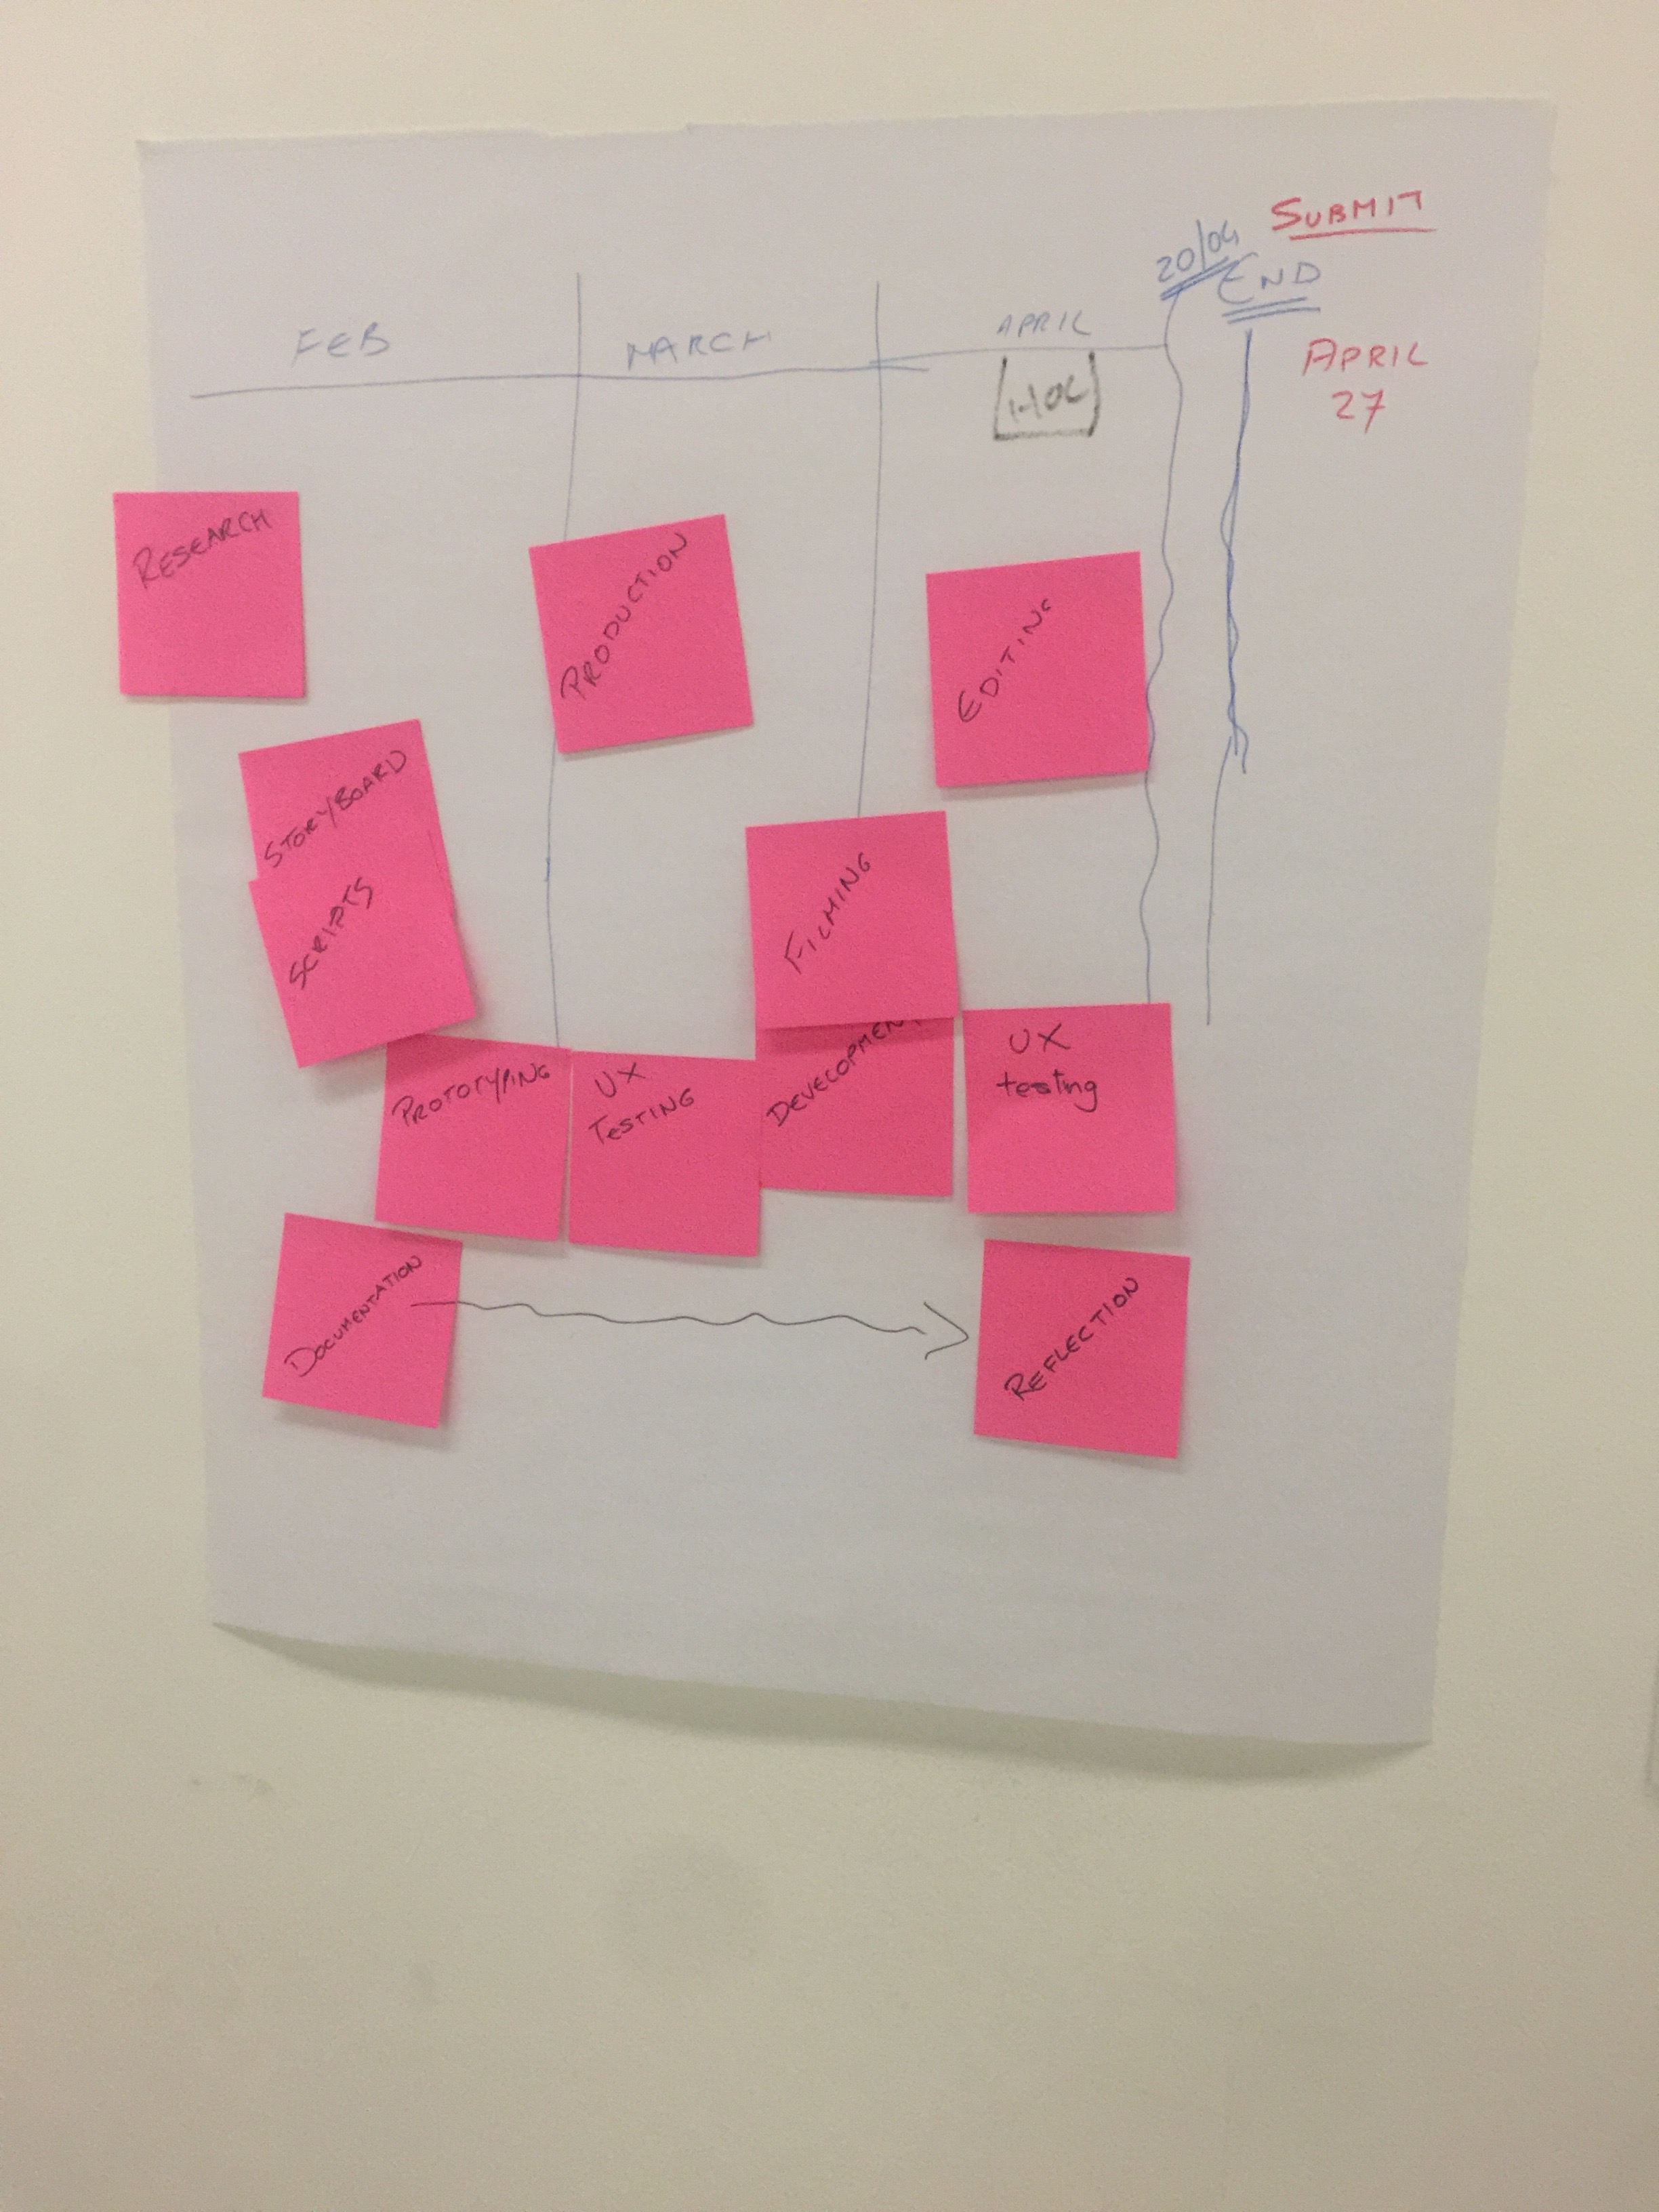 SUBMIT
20/04
END
FEB
MARCH
APRIL
APRIL
27
HOL
RESEARCH
PRODUCTION
EDITING
STORYBOARD
SCRIPTS
FILMING
PROTOTYPING
UX
TESTING
DEVELOPMENT
UX
testing
DOCUMENTATION
REFLECTION